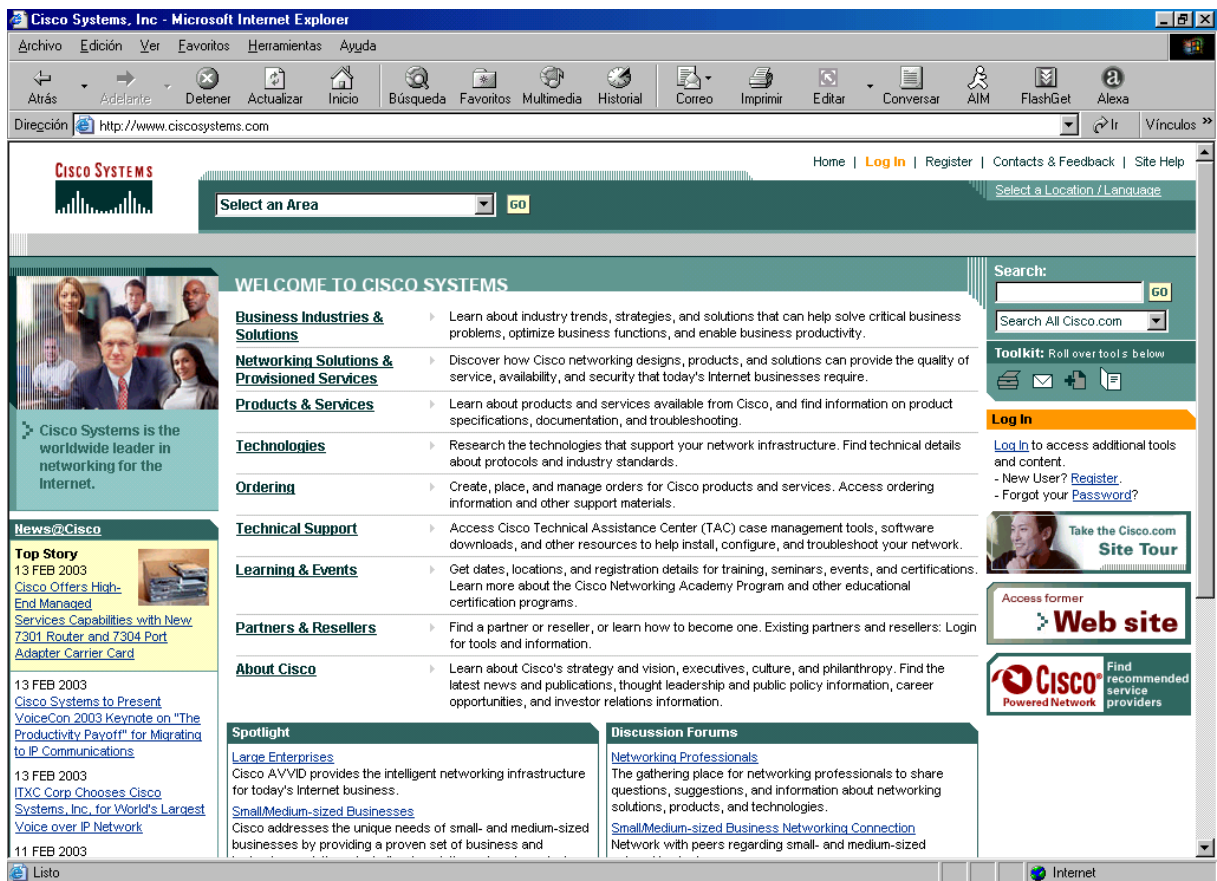 Cisco Systems, Inc - Microsoft Internet Explorer
Archivo Edición Ver Favoritos Herramientas Ayuda
Atrás Adelante Detener Actualizar Inicio Búsqueda Favoritos Multimedia Historial Correo Imprimir Editar Conversar AIM FlashGet Alexa
Dirección http://www.ciscosystems.com Ir Vínculos »
CISCO SYSTEMS
Home | Log In | Register | Contacts & Feedback | Site Help
Select an Area GO
Select a Location / Language
Cisco Systems is the
worldwide leader in
networking for the
Internet.
News@Cisco
Top Story
13 FEB 2003
Cisco Offers High-
End Managed
Services Capabilities with New
7301 Router and 7304 Port
Adapter Carrier Card
13 FEB 2003
Cisco Systems to Present
VoiceCon 2003 Keynote on "The
Productivity Payoff" for Migrating
to IP Communications
13 FEB 2003
ITXC Corp Chooses Cisco
Systems, Inc, for World's Largest
Voice over IP Network
11 FEB 2003
WELCOME TO CISCO SYSTEMS
Business Industries &
Solutions
Learn about industry trends, strategies, and solutions that can help solve critical business
problems, optimize business functions, and enable business productivity.
Networking Solutions &
Provisioned Services
Discover how Cisco networking designs, products, and solutions can provide the quality of
service, availability, and security that today's Internet businesses require.
Products & Services
Learn about products and services available from Cisco, and find information on product
specifications, documentation, and troubleshooting.
Technologies
Research the technologies that support your network infrastructure. Find technical details
about protocols and industry standards.
Ordering
Create, place, and manage orders for Cisco products and services. Access ordering
information and other support materials.
Technical Support
Access Cisco Technical Assistance Center (TAC) case management tools, software
downloads, and other resources to help install, configure, and troubleshoot your network.
Learning & Events
Get dates, locations, and registration details for training, seminars, events, and certifications.
Learn more about the Cisco Networking Academy Program and other educational
certification programs.
Partners & Resellers
Find a partner or reseller, or learn how to become one. Existing partners and resellers: Login
for tools and information.
About Cisco
Learn about Cisco's strategy and vision, executives, culture, and philanthropy. Find the
latest news and publications, thought leadership and public policy information, career
opportunities, and investor relations information.
Spotlight
Large Enterprises
Cisco AVVID provides the intelligent networking infrastructure
for today's Internet business.
Small/Medium-sized Businesses
Cisco addresses the unique needs of small- and medium-sized
businesses by providing a proven set of business and
Discussion Forums
Networking Professionals
The gathering place for networking professionals to share
questions, suggestions, and information about networking
solutions, products, and technologies.
Small/Medium-sized Business Networking Connection
Network with peers regarding small- and medium-sized
Search:
GO
Search All Cisco.com
Toolkit: Roll over tools below
Log In
Log In to access additional tools
and content.
- New User? Register.
- Forgot your Password?
Take the Cisco.com
Site Tour
Access former
Web site
CISCO
Powered Network
Find
recommended
service
providers
Listo
Internet